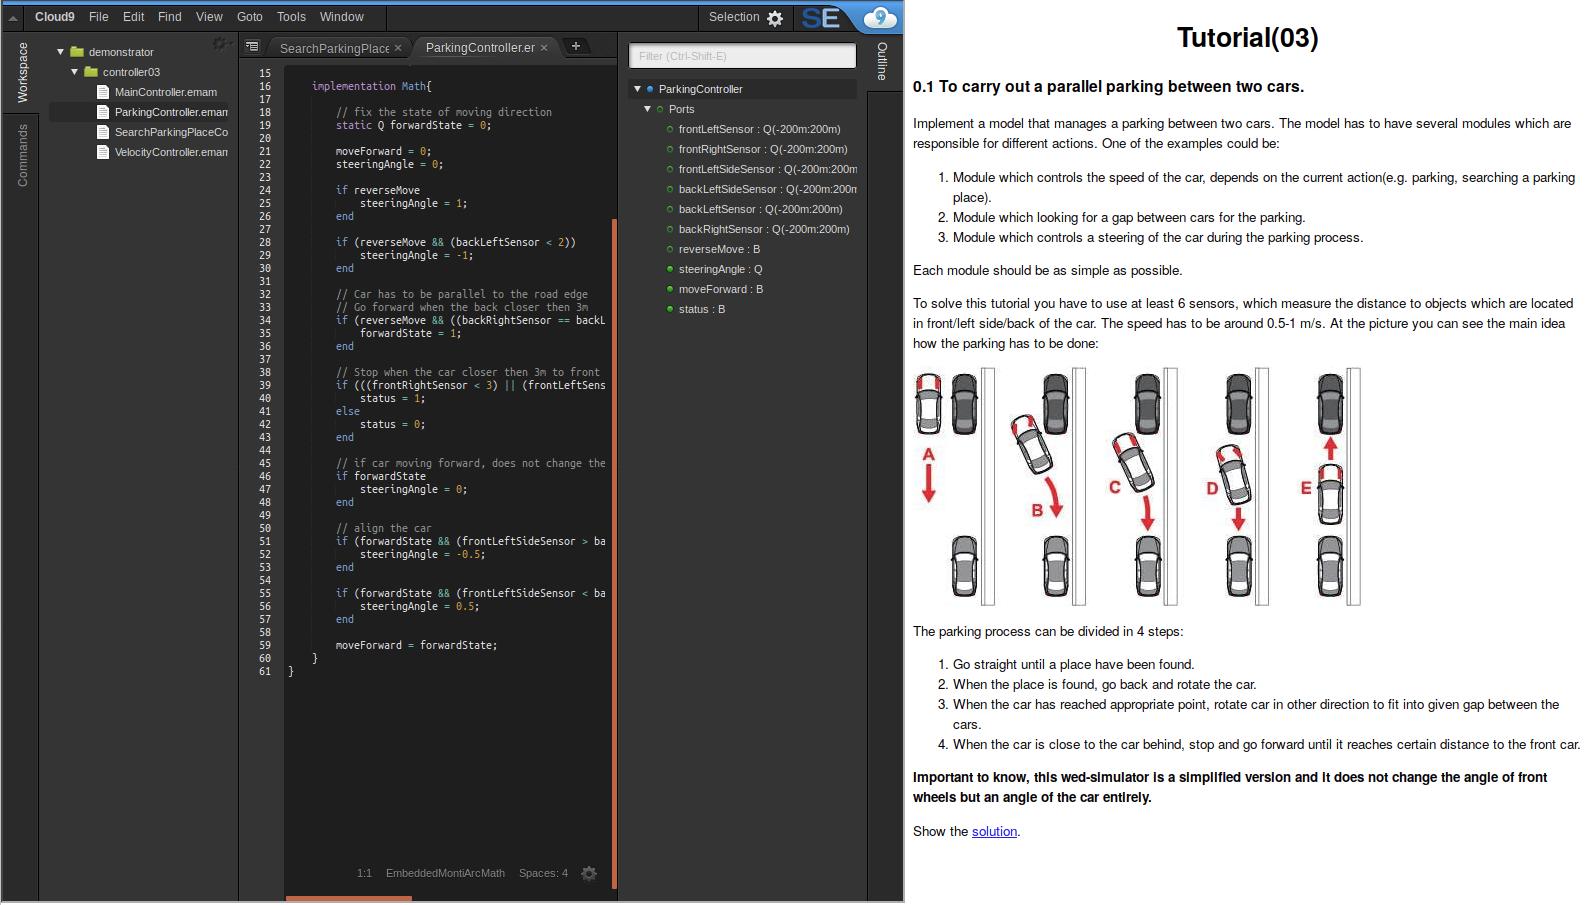 Cloud9 File Edit Find View Goto Tools Window
Selection
SE
9
Workspace
Commands
demonstrator
controller03
MainController.emam
ParkingController.emam
SearchParkingPlaceCo
VelocityController.emam
SearchParkingPlace × ParkingController.er ×
15
16 implementation Math{
17
18 // fix the state of moving direction
19 static Q forwardState = 0;
20
21 moveForward = 0;
22 steeringAngle = 0;
23
24 if reverseMove
25 steeringAngle = 1;
26 end
27
28 if (reverseMove && (backLeftSensor < 2))
29 steeringAngle = -1;
30 end
31
32 // Car has to be parallel to the road edge
33 // Go forward when the back closer then 3m
34 if (reverseMove && ((backRightSensor == backL
35 forwardState = 1;
36 end
37
38 // Stop when the car closer then 3m to front
39 if (((frontRightSensor < 3) || (frontLeftSens
40 status = 1;
41 else
42 status = 0;
43 end
44
45 // if car moving forward, does not change the
46 if forwardState
47 steeringAngle = 0;
48 end
49
50 // align the car
51 if (forwardState && (frontLeftSideSensor > ba
52 steeringAngle = -0.5;
53 end
54
55 if (forwardState && (frontLeftSideSensor < ba
56 steeringAngle = 0.5;
57 end
58
59 moveForward = forwardState;
60 }
61 }
1:1 EmbeddedMontiArcMath Spaces: 4
Filter (Ctrl-Shift-E)
ParkingController
Ports
frontLeftSensor : Q(-200m:200m)
frontRightSensor : Q(-200m:200m)
frontLeftSideSensor : Q(-200m:200m
backLeftSideSensor : Q(-200m:200m
backLeftSensor : Q(-200m:200m)
backRightSensor : Q(-200m:200m)
reverseMove : B
steeringAngle : Q
moveForward : B
status : B
Outline
Tutorial(03)
0.1 To carry out a parallel parking between two cars.
Implement a model that manages a parking between two cars. The model has to have several modules which are
responsible for different actions. One of the examples could be:
1. Module which controls the speed of the car, depends on the current action(e.g. parking, searching a parking
place).
2. Module which looking for a gap between cars for the parking.
3. Module which controls a steering of the car during the parking process.
Each module should be as simple as possible.
To solve this tutorial you have to use at least 6 sensors, which measure the distance to objects which are located
in front/left side/back of the car. The speed has to be around 0.5-1 m/s. At the picture you can see the main idea
how the parking has to be done:
A
B
C
D
E
The parking process can be divided in 4 steps:
1. Go straight until a place have been found.
2. When the place is found, go back and rotate the car.
3. When the car has reached appropriate point, rotate car in other direction to fit into given gap between the
cars.
4. When the car is close to the car behind, stop and go forward until it reaches certain distance to the front car.
Important to know, this wed-simulator is a simplified version and it does not change the angle of front
wheels but an angle of the car entirely.
Show the solution.